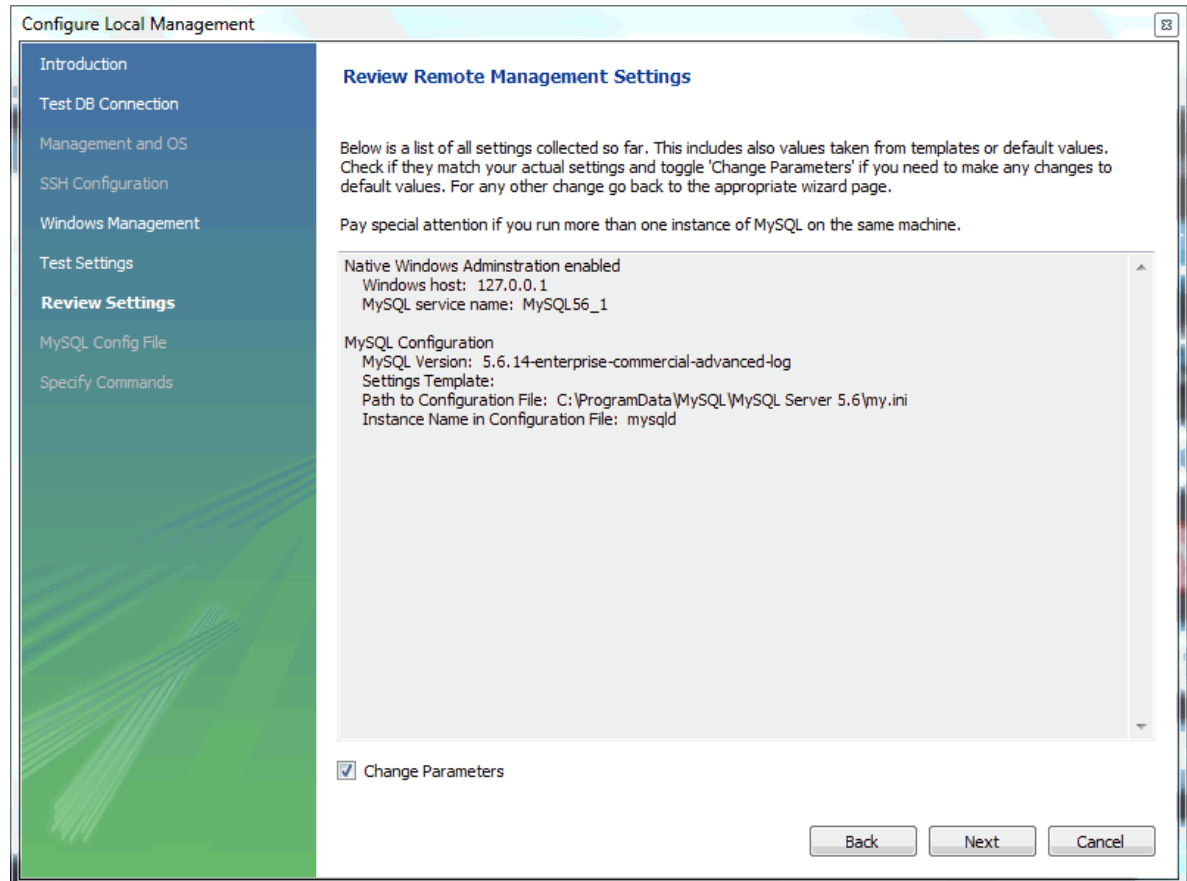 Configure Local Management
Introduction
Test DB Connection
Management and OS
SSH Configuration
Windows Management
Test Settings
Review Settings
MySQL Config File
Specify Commands
Review Remote Management Settings
Below is a list of all settings collected so far. This includes also values taken from templates or default values.
Check if they match your actual settings and toggle 'Change Parameters' if you need to make any changes to
default values. For any other change go back to the appropriate wizard page.
Pay special attention if you run more than one instance of MySQL on the same machine.
Native Windows Adminstration enabled
Windows host: 127.0.0.1
MySQL service name: MySQL56_1
MySQL Configuration
MySQL Version: 5.6.14-enterprise-commercial-advanced-log
Settings Template:
Path to Configuration File: C:\ProgramData\MySQL\MySQL Server 5.6\my.ini
Instance Name in Configuration File: mysqld
Change Parameters
Back Next Cancel